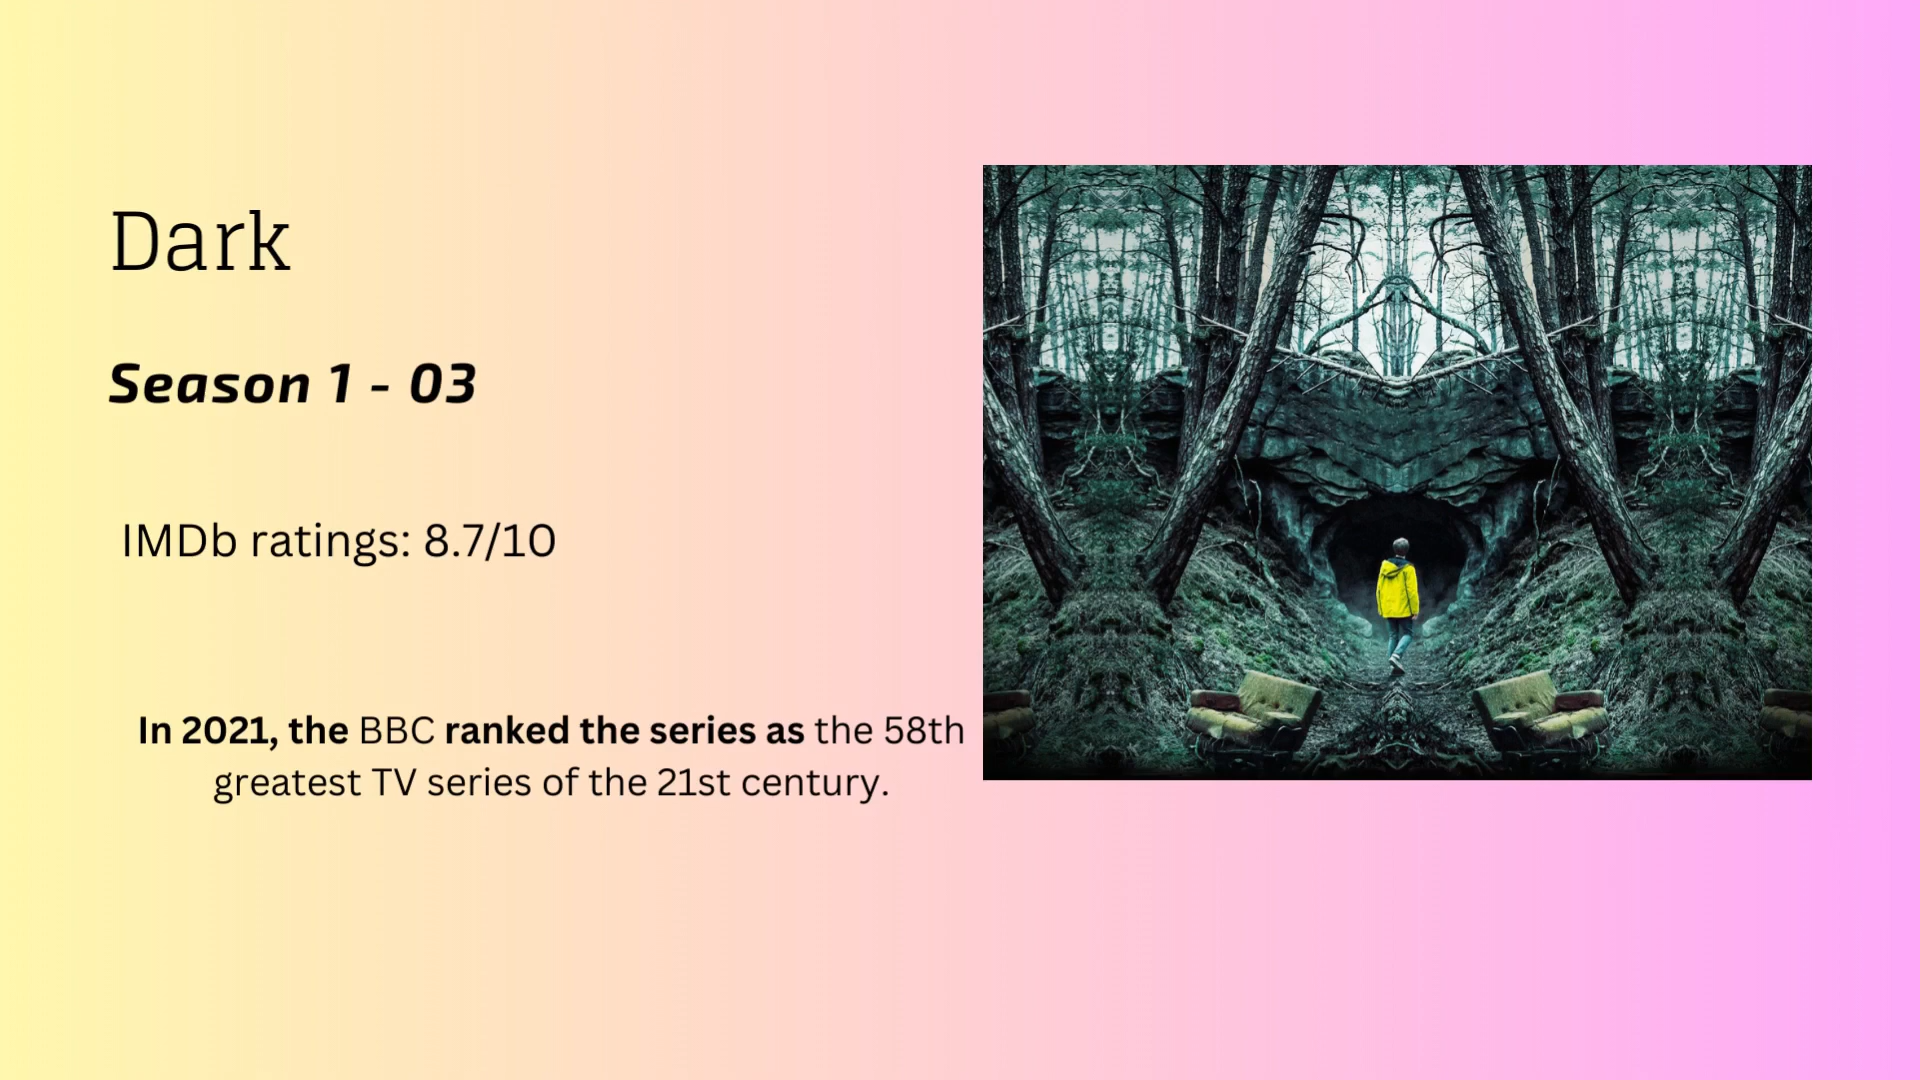 Dark
Season 1 - 03
IMDb ratings: 8.7/10
In 2021, the BBC ranked the series as the 58th
greatest TV series of the 21st century.